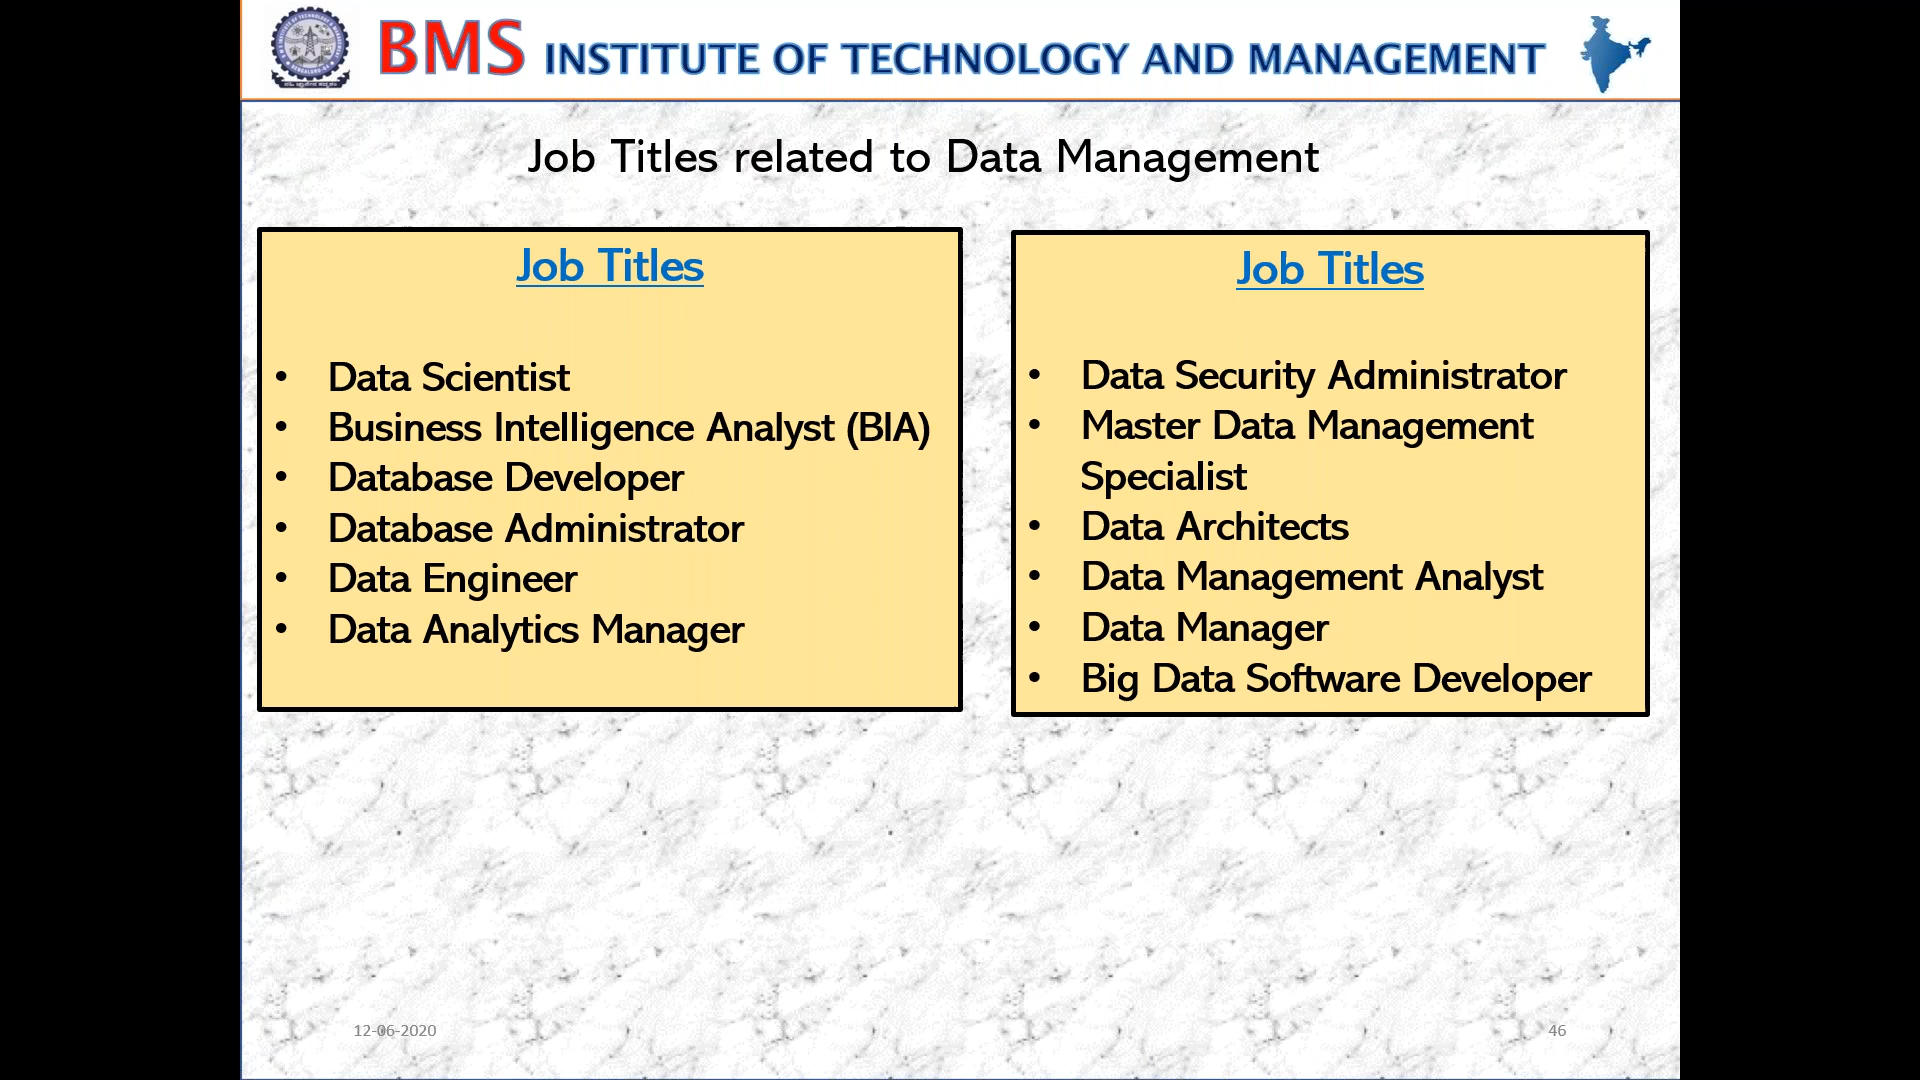 BMS INSTITUTE OF TECHNOLOGY AND MANAGEMENT
Job Titles related to Data Management
Job Titles
• Data Scientist
• Business Intelligence Analyst (BIA)
• Database Developer
• Database Administrator
• Data Engineer
• Data Analytics Manager
Job Titles
• Data Security Administrator
• Master Data Management
Specialist
• Data Architects
• Data Management Analyst
• Data Manager
• Big Data Software Developer
12-06-2020
46